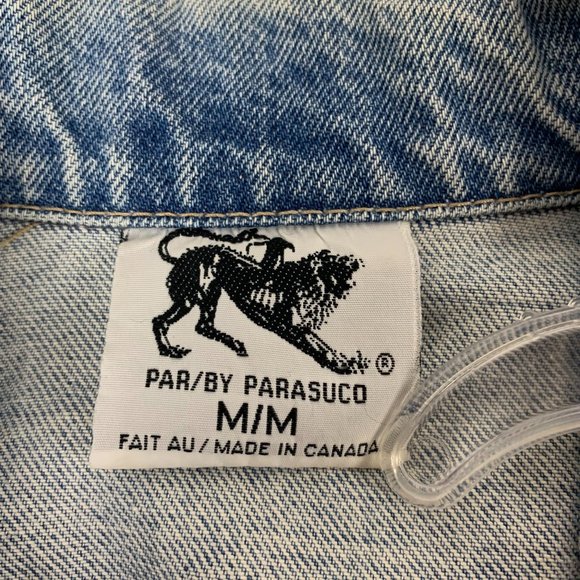 ®
PAR/BY PARASUCO
M/M
FAIT AU/MADE IN CANADA